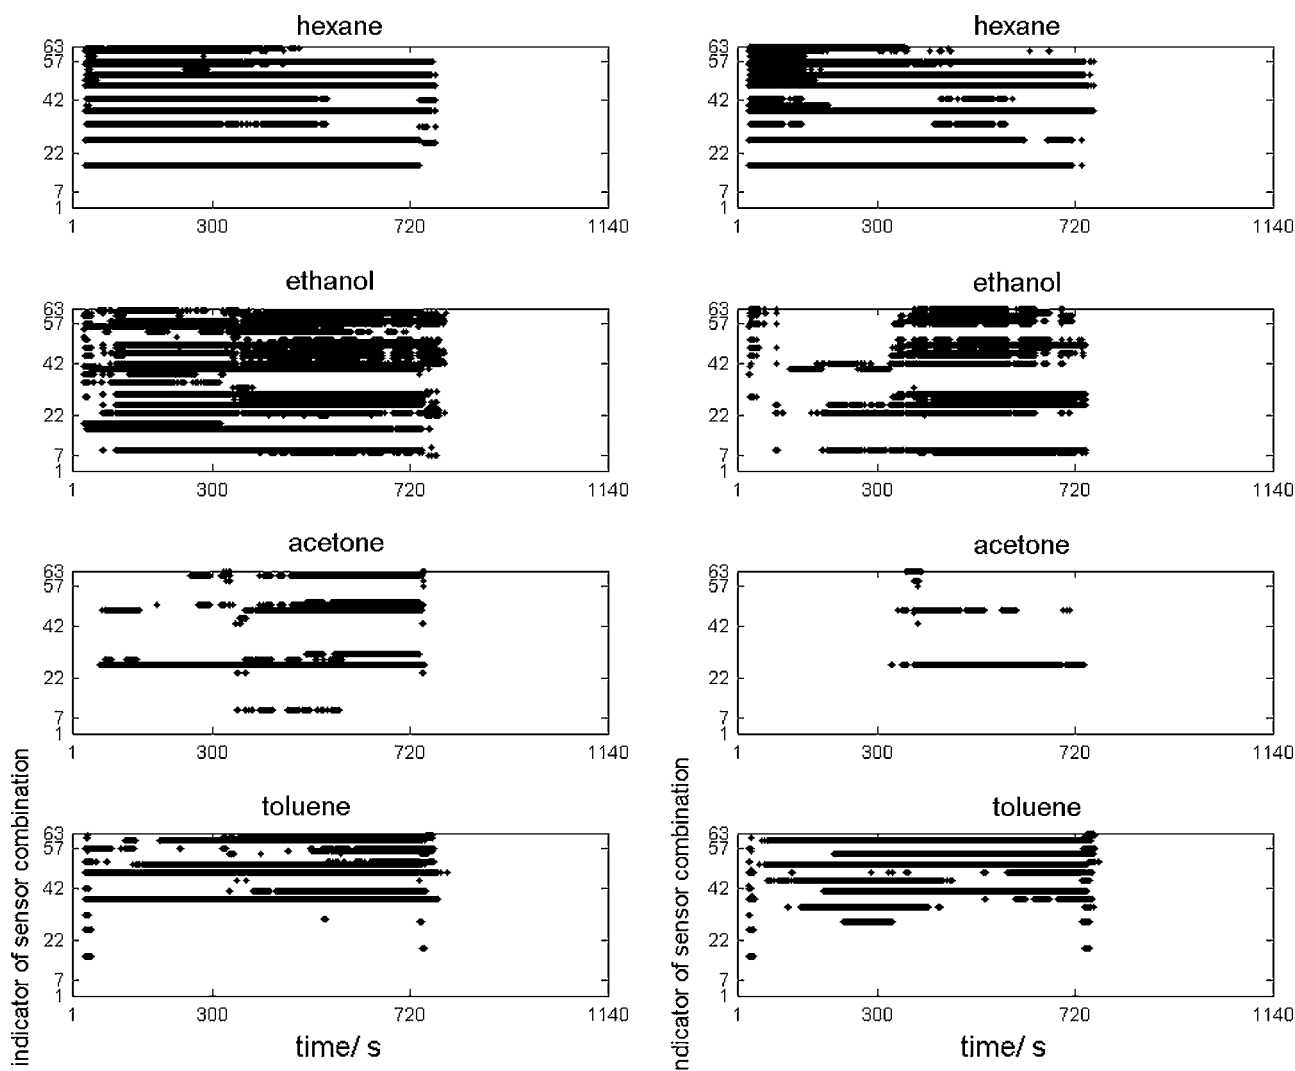 hexane
63
57
42
22
7
1
1 300 720 1140
hexane
63
57
42
22
7
1
1 300 720 1140
ethanol
63
57
42
22
7
1
1 300 720 1140
ethanol
63
57
42
22
7
1
1 300 720 1140
acetone
63
57
42
22
7
1
1 300 720 1140
acetone
63
57
42
22
7
1
1 300 720 1140
toluene
63
57
42
22
7
1
1 300 720 1140
time/ s
indicator of sensor combination
toluene
63
57
42
22
7
1
1 300 720 1140
time/ s
ndicator of sensor combination